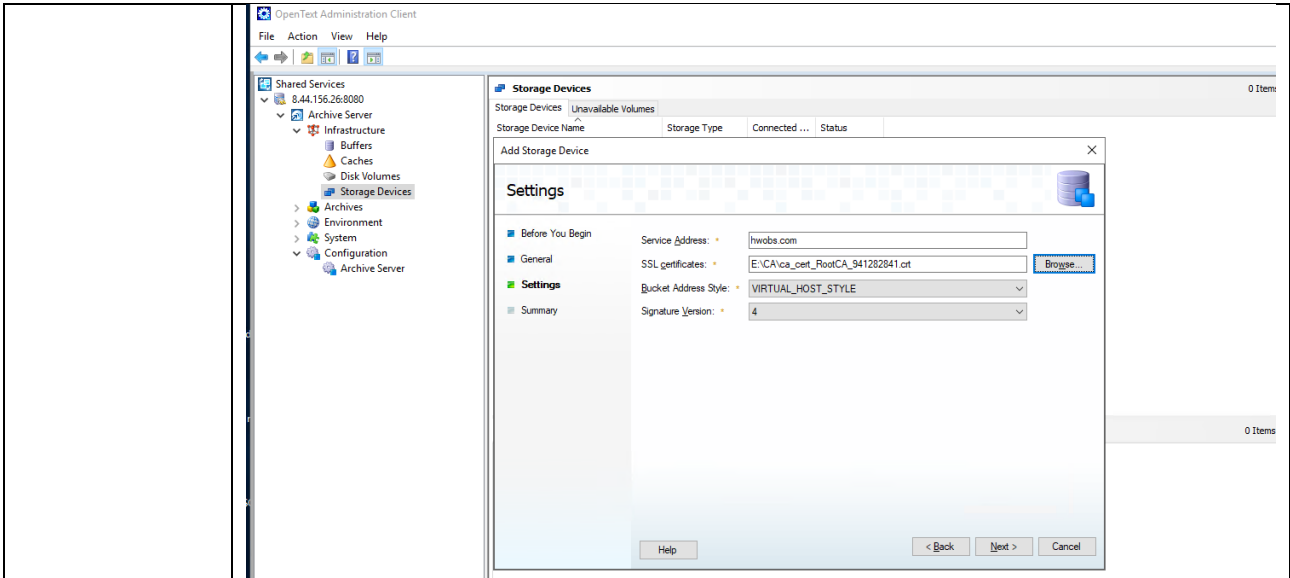 OpenText Administration Client
File Action View Help
Shared Services
8.44.156.26:8080
Archive Server
Infrastructure
Buffers
Caches
Disk Volumes
Storage Devices
Archives
Environment
System
Configuration
Archive Server
Storage Devices 0 Items
Storage Devices Unavailable Volumes
Storage Device Name Storage Type Connected ... Status
Add Storage Device
Settings
Before You Begin
General
Settings
Summary
Service Address: * hwobs.com
SSL certificates: * E:\CA\ca_cert_RootCA_941282841.crt Browse...
Bucket Address Style: * VIRTUAL_HOST_STYLE
Signature Version: * 4
0 Items
Help < Back Next > Cancel